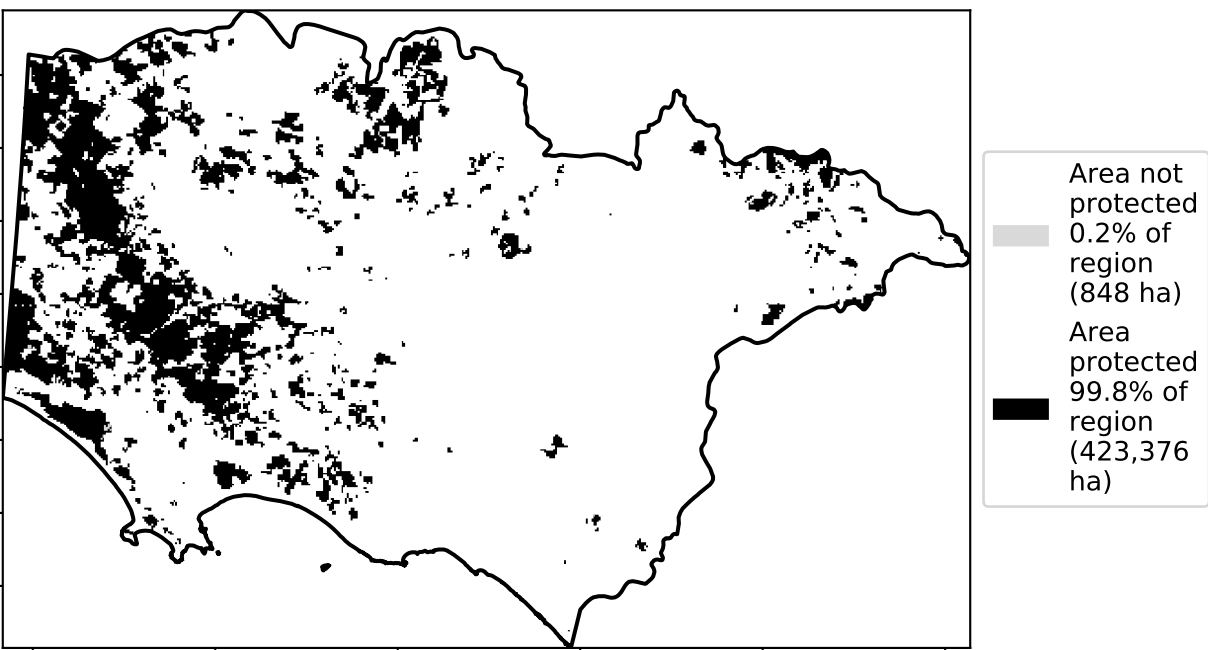 Area not
protected
0.2% of
region
(848 ha)
Area
protected
99.8% of
region
(423,376
ha)